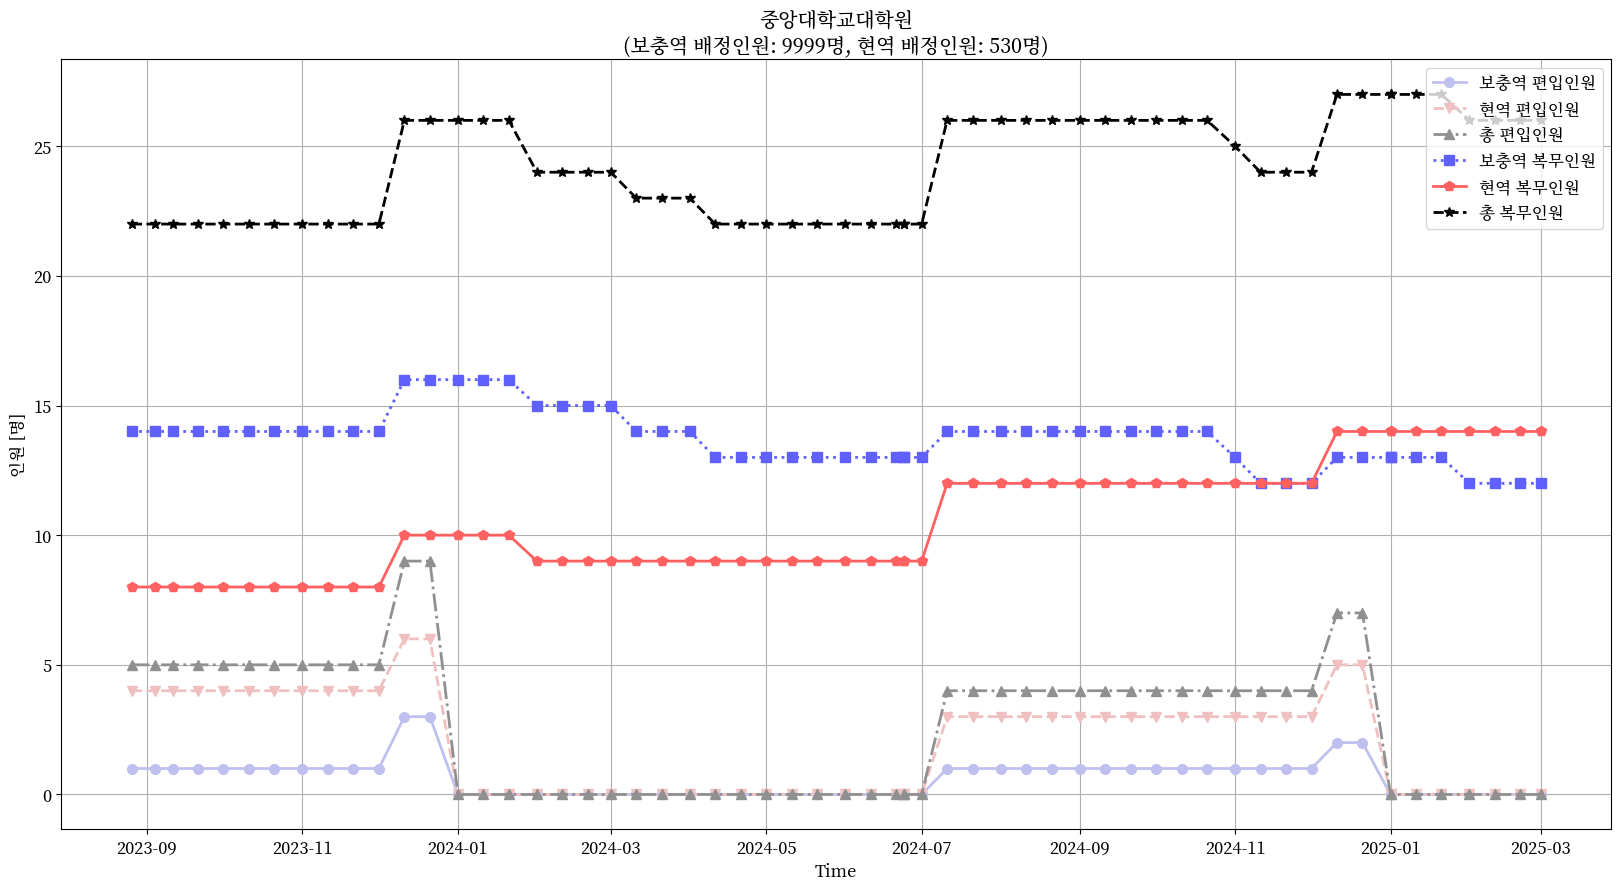 중앙대학교대학원
(보충역 배정인원: 9999명, 현역 배정인원: 530명)
보충역 편입인원
현역 편입인원
총 편입인원
보충역 복무인원
현역 복무인원
총 복무인원
인원 [명]
25
20
15
10
5
0
2023-09
2023-11
2024-01
2024-03
2024-05
2024-07
2024-09
2024-11
2025-01
2025-03
Time